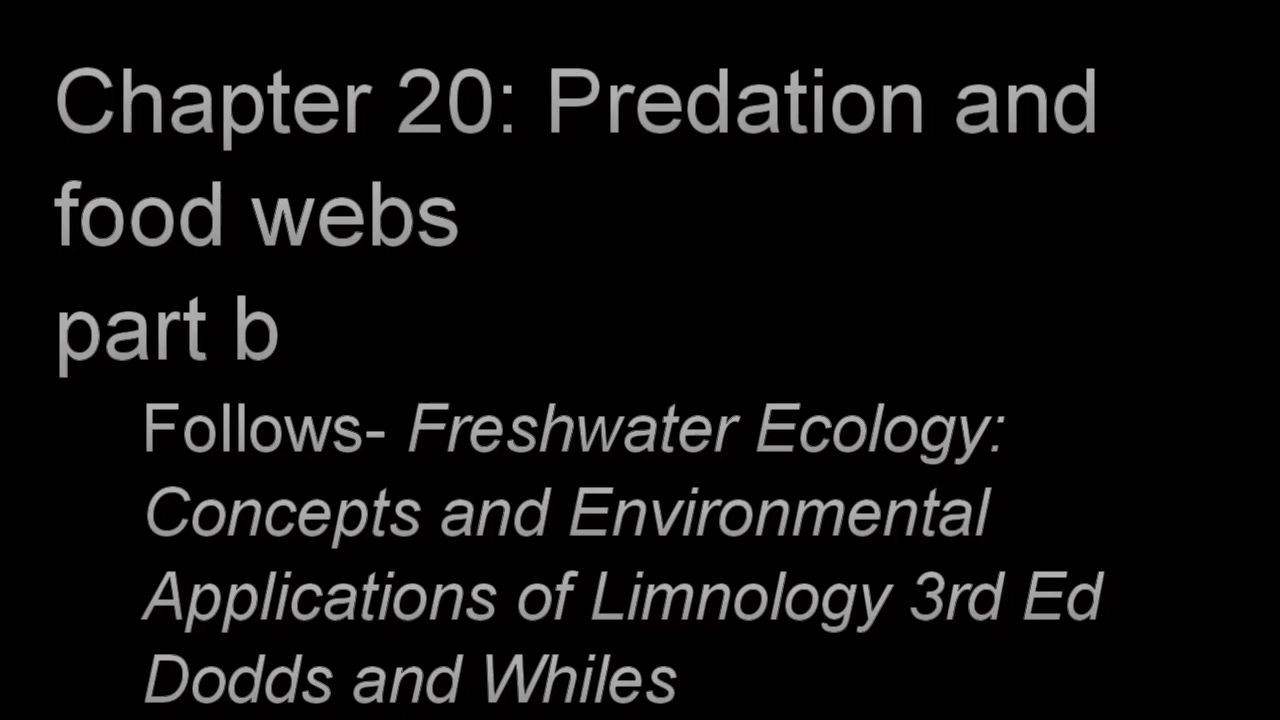 Chapter 20: Predation and
food webs
part b
Follows- Freshwater Ecology:
Concepts and Environmental
Applications of Limnology 3rd Ed
Dodds and Whiles